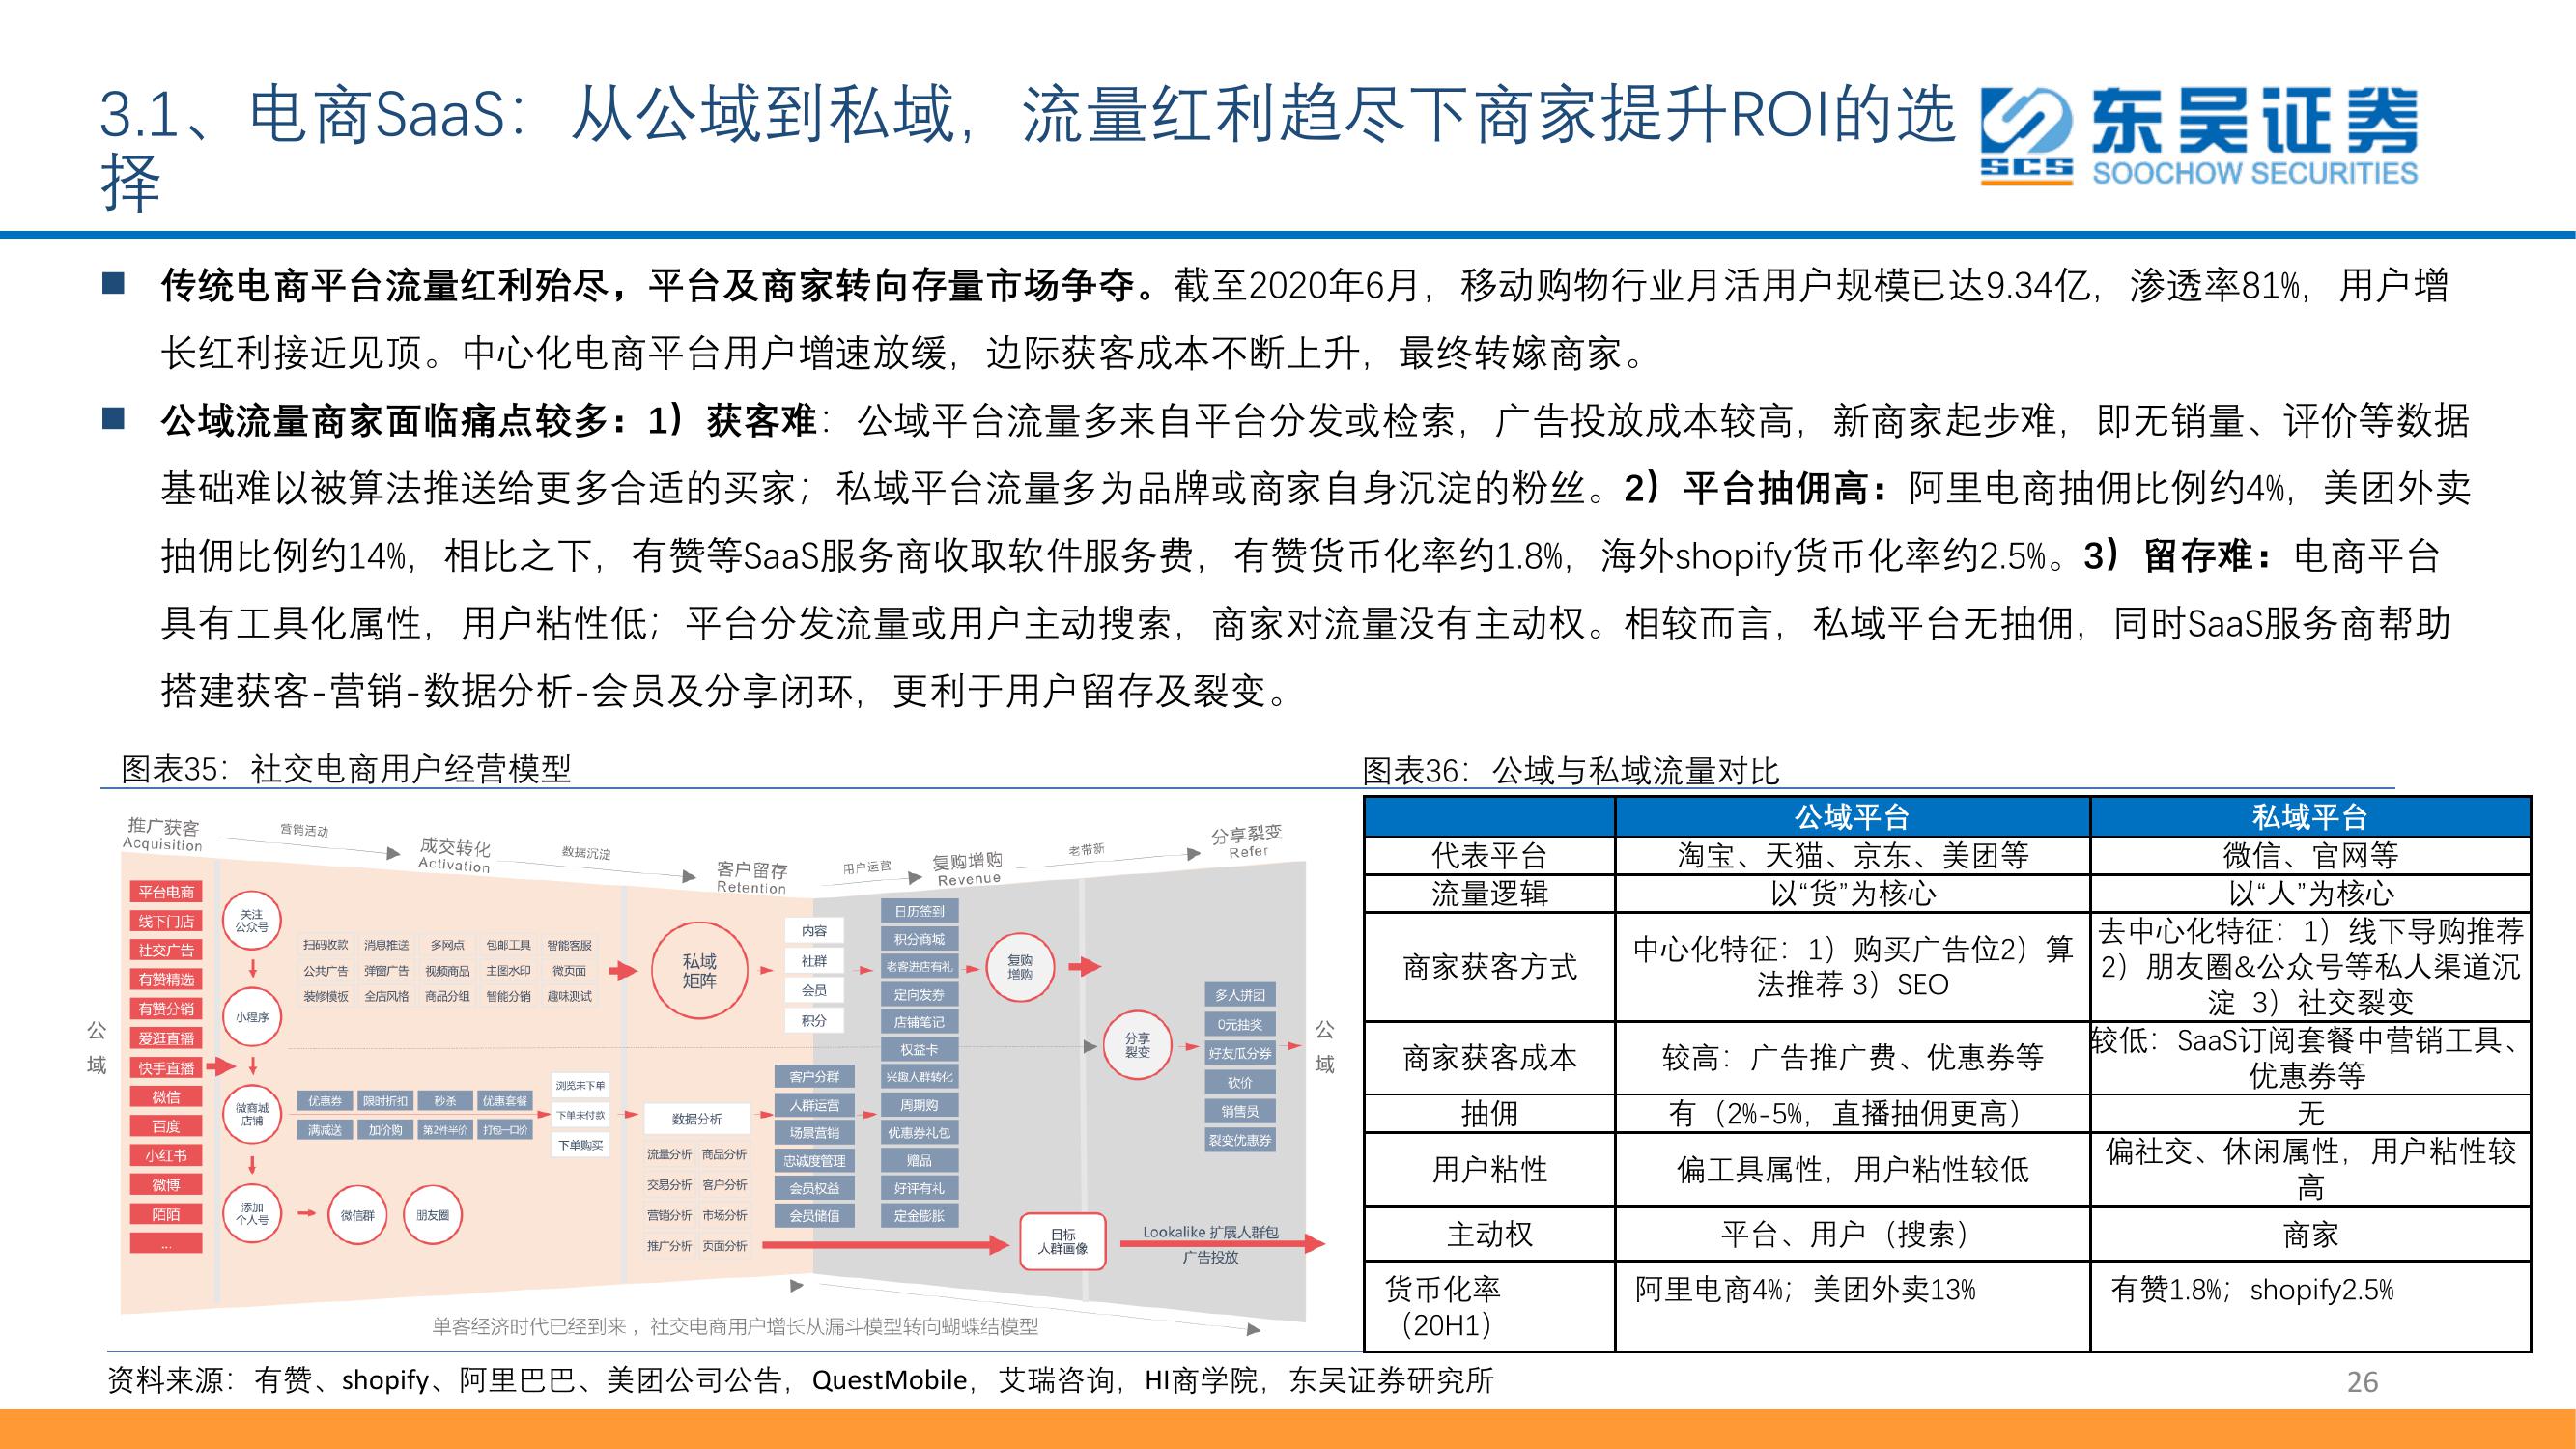 3.1、电商SaaS：从公域到私域，流量红利趋尽下商家提升ROI的选
择
SCS
东吴证券
SOOCHOW SECURITIES
■ 传统电商平台流量红利殆尽，平台及商家转向存量市场争夺。截至2020年6月，移动购物行业月活用户规模已达9.34亿，渗透率81%，用户增
长红利接近见顶。中心化电商平台用户增速放缓，边际获客成本不断上升，最终转嫁商家。
■ 公域流量商家面临痛点较多：1）获客难：公域平台流量多来自平台分发或检索，广告投放成本较高，新商家起步难，即无销量、评价等数据
基础难以被算法推送给更多合适的买家；私域平台流量多为品牌或商家自身沉淀的粉丝。2）平台抽佣高：阿里电商抽佣比例约4%，美团外卖
抽佣比例约14%，相比之下，有赞等SaaS服务商收取软件服务费，有赞货币化率约1.8%，海外shopify货币化率约2.5%。3）留存难：电商平台
具有工具化属性，用户粘性低；平台分发流量或用户主动搜索，商家对流量没有主动权。相较而言，私域平台无抽佣，同时SaaS服务商帮助
搭建获客-营销-数据分析-会员及分享闭环，更利于用户留存及裂变。
图表35：社交电商用户经营模型
推广获客
Acquisition
营销活动
成交转化
Activation
数据沉淀
客户留存
Retention
用户运营
复购增购
Revenue
老带新
分享裂变
Refer
公
域
平台电商
线下门店
社交广告
有赞精选
有赞分销
爱逛直播
快手直播
微信
百度
小红书
微博
陌陌
...
关注
公众号
小程序
微商城
店铺
添加
个人号
微信群
朋友圈
扫码收款 消息推送 多网点 包邮工具 智能客服
公共广告 弹窗广告 视频商品 主图水印 微页面
装修模板 全店风格 商品分组 智能分销 趣味测试
优惠券 限时折扣 秒杀 优惠套餐
满减送 加价购 第2件半价 打包一口价
浏览未下单
下单未付款
下单购买
私域
矩阵
数据分析
流量分析 商品分析
交易分析 客户分析
营销分析 市场分析
推广分析 页面分析
内容
社群
会员
积分
客户分群
人群运营
场景营销
忠诚度管理
会员权益
会员储值
日历签到
积分商城
老客进店有礼
定向发券
店铺笔记
权益卡
兴趣人群转化
周期购
优惠券礼包
赠品
好评有礼
定金膨胀
复购
增购
分享
裂变
目标
人群画像
多人拼团
0元抽奖
好友瓜分券
砍价
销售员
裂变优惠券
Lookalike 扩展人群包
广告投放
公
域
单客经济时代已经到来，社交电商用户增长从漏斗模型转向蝴蝶结模型
图表36：公域与私域流量对比
公域平台 私域平台
代表平台 淘宝、天猫、京东、美团等 微信、官网等
流量逻辑 以“货”为核心 以“人”为核心
商家获客方式
中心化特征：1）购买广告位2）算
法推荐 3）SEO
去中心化特征：1）线下导购推荐
2）朋友圈&公众号等私人渠道沉
淀 3）社交裂变
商家获客成本 较高：广告推广费、优惠券等
较低：SaaS订阅套餐中营销工具、
优惠券等
抽佣 有（2%-5%，直播抽佣更高） 无
用户粘性 偏工具属性，用户粘性较低
偏社交、休闲属性，用户粘性较
高
主动权 平台、用户（搜索） 商家
货币化率
（20H1）
阿里电商4%；美团外卖13% 有赞1.8%；shopify2.5%
资料来源：有赞、shopify、阿里巴巴、美团公司公告，QuestMobile，艾瑞咨询，HI商学院，东吴证券研究所
26